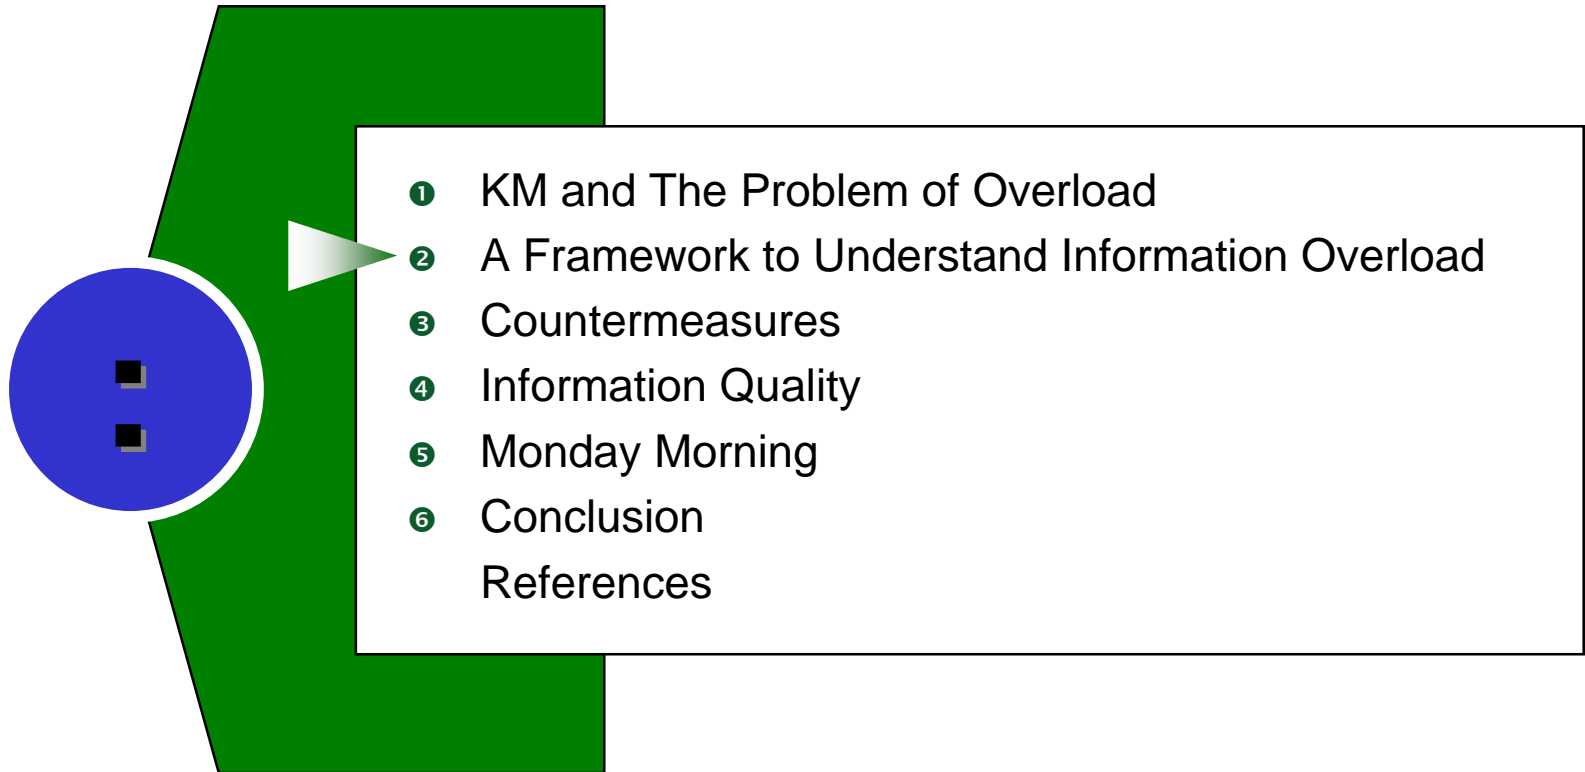 ❶ KM and The Problem of Overload
❷ A Framework to Understand Information Overload
❸ Countermeasures
❹ Information Quality
❺ Monday Morning
❻ Conclusion
References